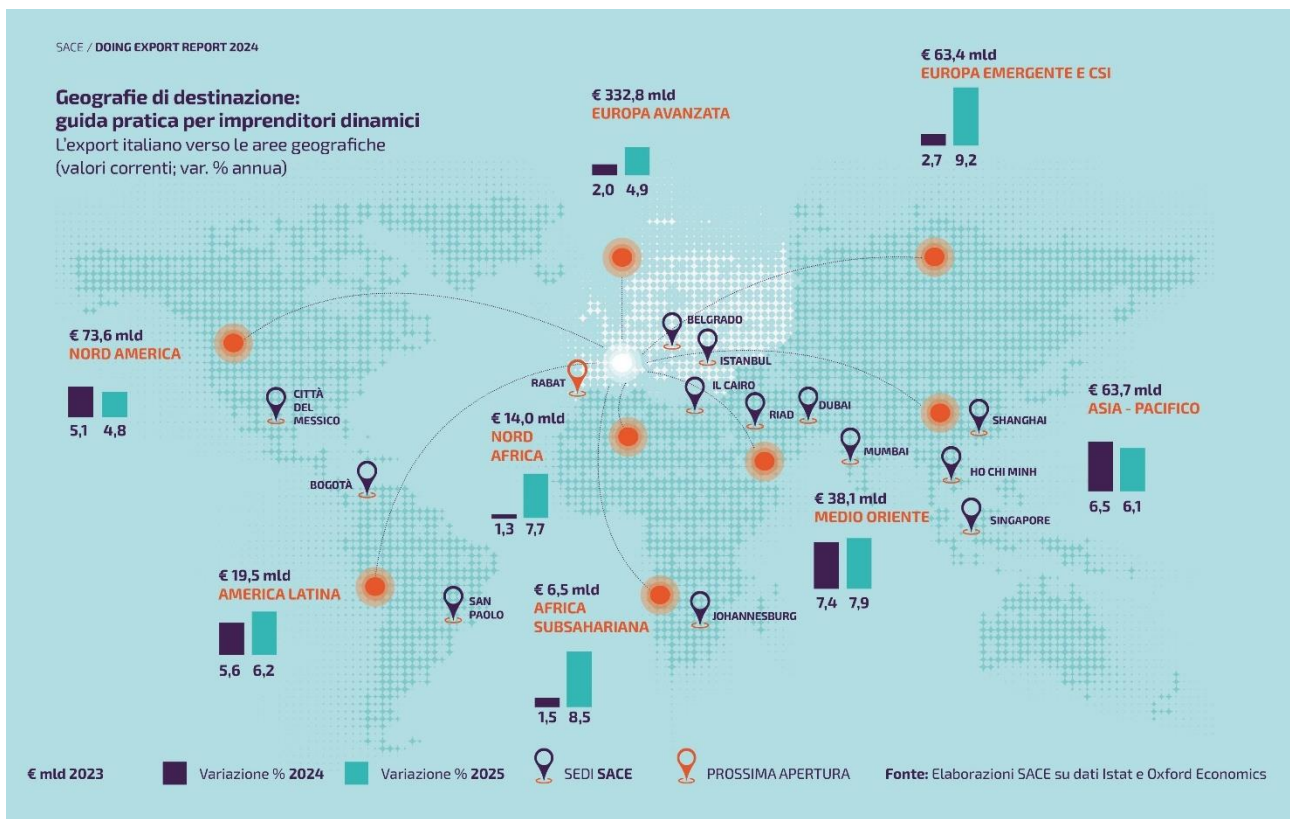 SACE / DOING EXPORT REPORT 2024
Geografie di destinazione:
guida pratica per imprenditori dinamici
L'export italiano verso le aree geografiche
(valori correnti; var. % annua)
€ 332,8 mld
EUROPA AVANZATA
2,0 4,9
€ 63,4 mld
EUROPA EMERGENTE E CSI
2,7 9,2
€ 73,6 mld
NORD AMERICA
5,1 4,8
CITTÀ
DEL
MESSICO
BOGOTÀ
RABAT
BELGRADO
ISTANBUL
IL CAIRO
RIAD
DUBAI
MUMBAI
SHANGHAI
HO CHI MINH
SINGAPORE
€ 14,0 mld
NORD
AFRICA
1,3 7,7
€ 63,7 mld
ASIA - PACIFICO
6,5 6,1
€ 38,1 mld
MEDIO ORIENTE
7,4 7,9
€ 19,5 mld
AMERICA LATINA
5,6 6,2
SAN
PAOLO
€ 6,5 mld
AFRICA
SUBSAHARIANA
1,5 8,5
JOHANNESBURG
€ mld 2023
Variazione % 2024
Variazione % 2025
SEDI SACE
PROSSIMA APERTURA
Fonte: Elaborazioni SACE su dati Istat e Oxford Economics